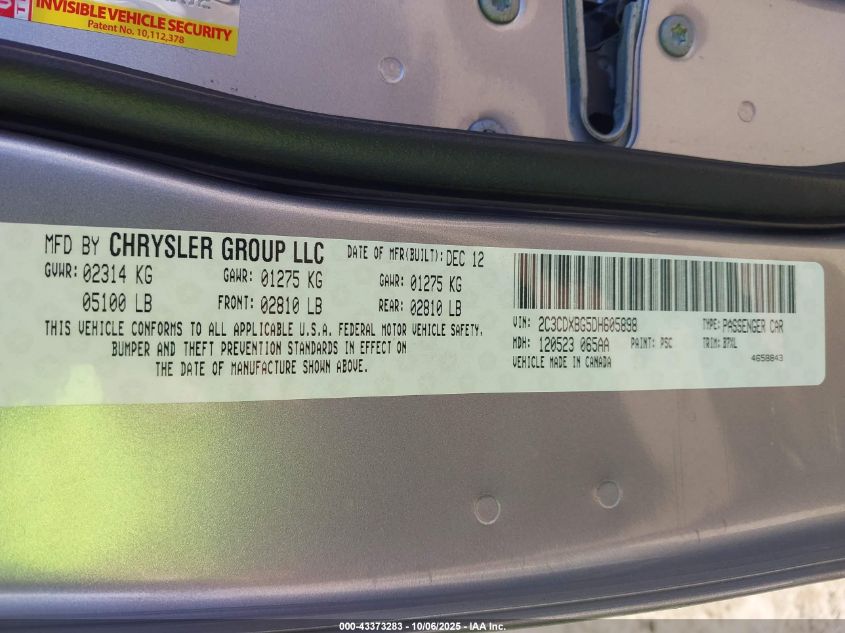 INVISIBLE VEHICLE SECURITY
Patent No. 10,112,378
MFD BY CHRYSLER GROUP LLC DATE OF MFR(BUILT): DEC 12
GVWR: 02314 KG GAWR: 01275 KG GAWR: 01275 KG
05100 LB FRONT: 02810 LB REAR: 02810 LB
THIS VEHICLE CONFORMS TO ALL APPLICABLE U.S.A. FEDERAL MOTOR VEHICLE SAFETY,
BUMPER AND THEFT PREVENTION STANDARDS IN EFFECT ON
THE DATE OF MANUFACTURE SHOWN ABOVE.
VIN: 2C3CDXBG5DH605898 TYPE: PASSENGER CAR
MDH: 120523 065AA PAINT: PSC TRIM: B7XL
VEHICLE MADE IN CANADA 4658843
000-43373283 - 10/06/2025 - IAA Inc.